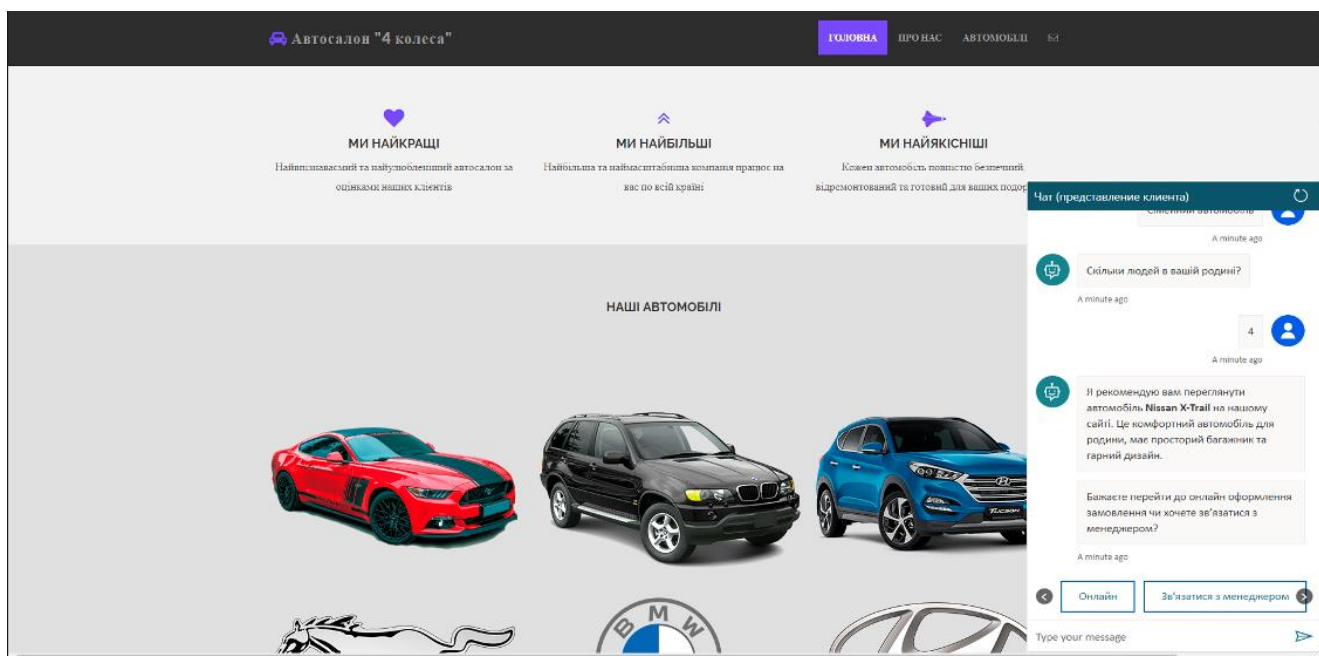 Автосалон "4 колеса"
ГОЛОВНА ПРО НАС АВТОМОБІЛІ
МИ НАЙКРАЩІ
Найвпізнаваємий та найулюбленіший автосалон за
оцінками наших клієнтів
МИ НАЙБІЛЬШІ
Найбільша та наймасштабніша компанія працює на
вас по всій країні
МИ НАЙЯКІСНІШІ
Кожен автомобіль повністю безпечний,
відремонтований та готовий для ваших подор
НАШІ АВТОМОБІЛІ
TUCSON
BMW
Чат (представление клиента)
Сімейний автомобіль
A minute ago
Скільки людей в вашій родині?
A minute ago
4
A minute ago
Я рекомендую вам переглянути
автомобіль Nissan X-Trail на нашому
сайті. Це комфортний автомобіль для
родини, має просторий багажник та
гарний дизайн.
Бажаєте перейти до онлайн оформлення
замовлення чи хочете зв'язатися з
менеджером?
A minute ago
Онлайн
Зв'язатися з менеджером
Type your message